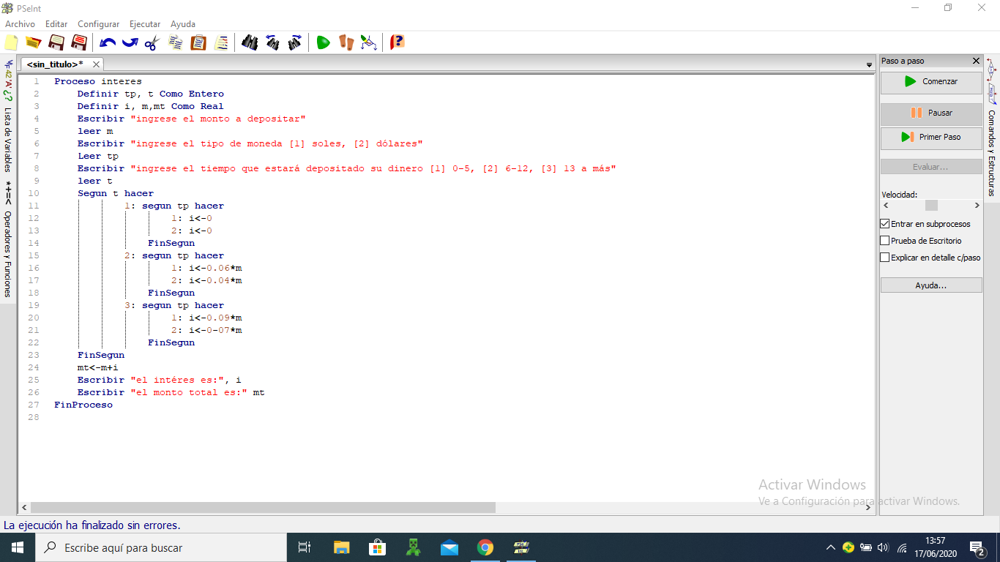 PSeInt
Archivo Editar Configurar Ejecutar Ayuda
<sin_titulo>*
1 Proceso interes
2 Definir tp, t Como Entero
3 Definir i, m,mt Como Real
4 Escribir "ingrese el monto a depositar"
5 leer m
6 Escribir "ingrese el tipo de moneda [1] soles, [2] dólares"
7 Leer tp
8 Escribir "ingrese el tiempo que estará depositado su dinero [1] 0-5, [2] 6-12, [3] 13 a más"
9 leer t
10 Segun t hacer
11 1: segun tp hacer
12 1: i<-0
13 2: i<-0
14 FinSegun
15 2: segun tp hacer
16 1: i<-0.06*m
17 2: i<-0.04*m
18 FinSegun
19 3: segun tp hacer
20 1: i<-0.09*m
21 2: i<-0-07*m
22 FinSegun
23 FinSegun
24 mt<-m+i
25 Escribir "el intéres es:", i
26 Escribir "el monto total es:" mt
27 FinProceso
28
*+=< Operadores y Funciones
42 'A' ¿? Lista de Variables
Paso a paso
Comenzar
Pausar
Primer Paso
Evaluar...
Velocidad:
Entrar en subprocesos
Prueba de Escritorio
Explicar en detalle c/paso
Ayuda...
Comandos y Estructuras
Activar Windows
Ve a Configuración para activar Windows.
La ejecución ha finalizado sin errores.
Escribe aquí para buscar
13:57
17/06/2020
2